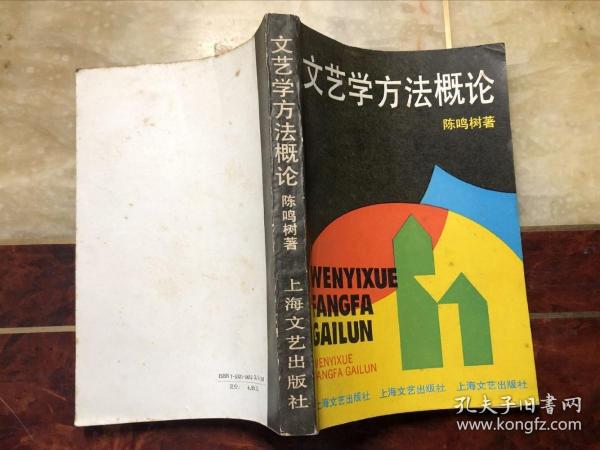 文艺学方法概论
陈鸣树著
WENYIXUE
FANGFA
GAILUN
WENYIXUE
FANGFA GAILUN
上海文艺出版社 上海文艺出版社 上海文艺出版社
文艺学方法概论
陈鸣树著
上海文艺出版社
孔夫子旧书网
www.kongfz.com